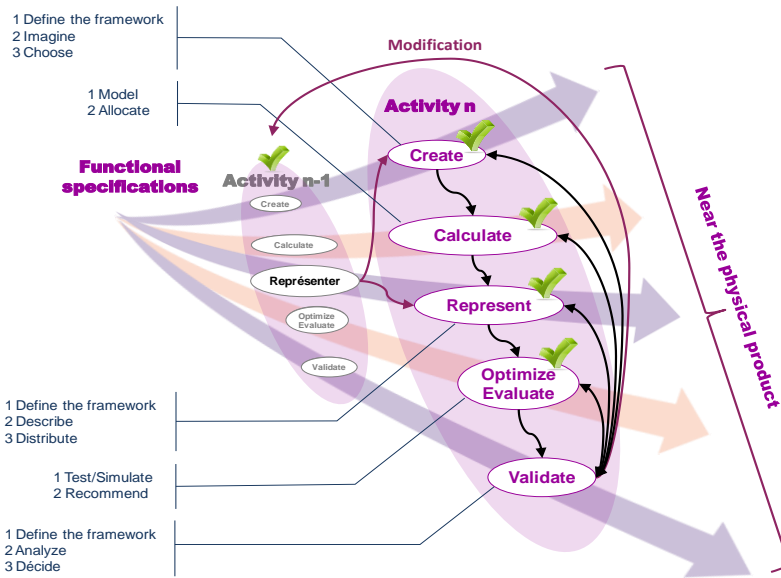 1 Define the framework
2 Imagine
3 Choose
Modification
1 Model
2 Allocate
Activity n
Create
Functional
specifications
Activity n-1
Create
Calculate
Calculate
Représenter
Represent
Optimize
Evaluate
Validate
Optimize
Evaluate
Validate
Near the physical product
1 Define the framework
2 Describe
3 Distribute
1 Test/Simulate
2 Recommend
1 Define the framework
2 Analyze
3 Décide